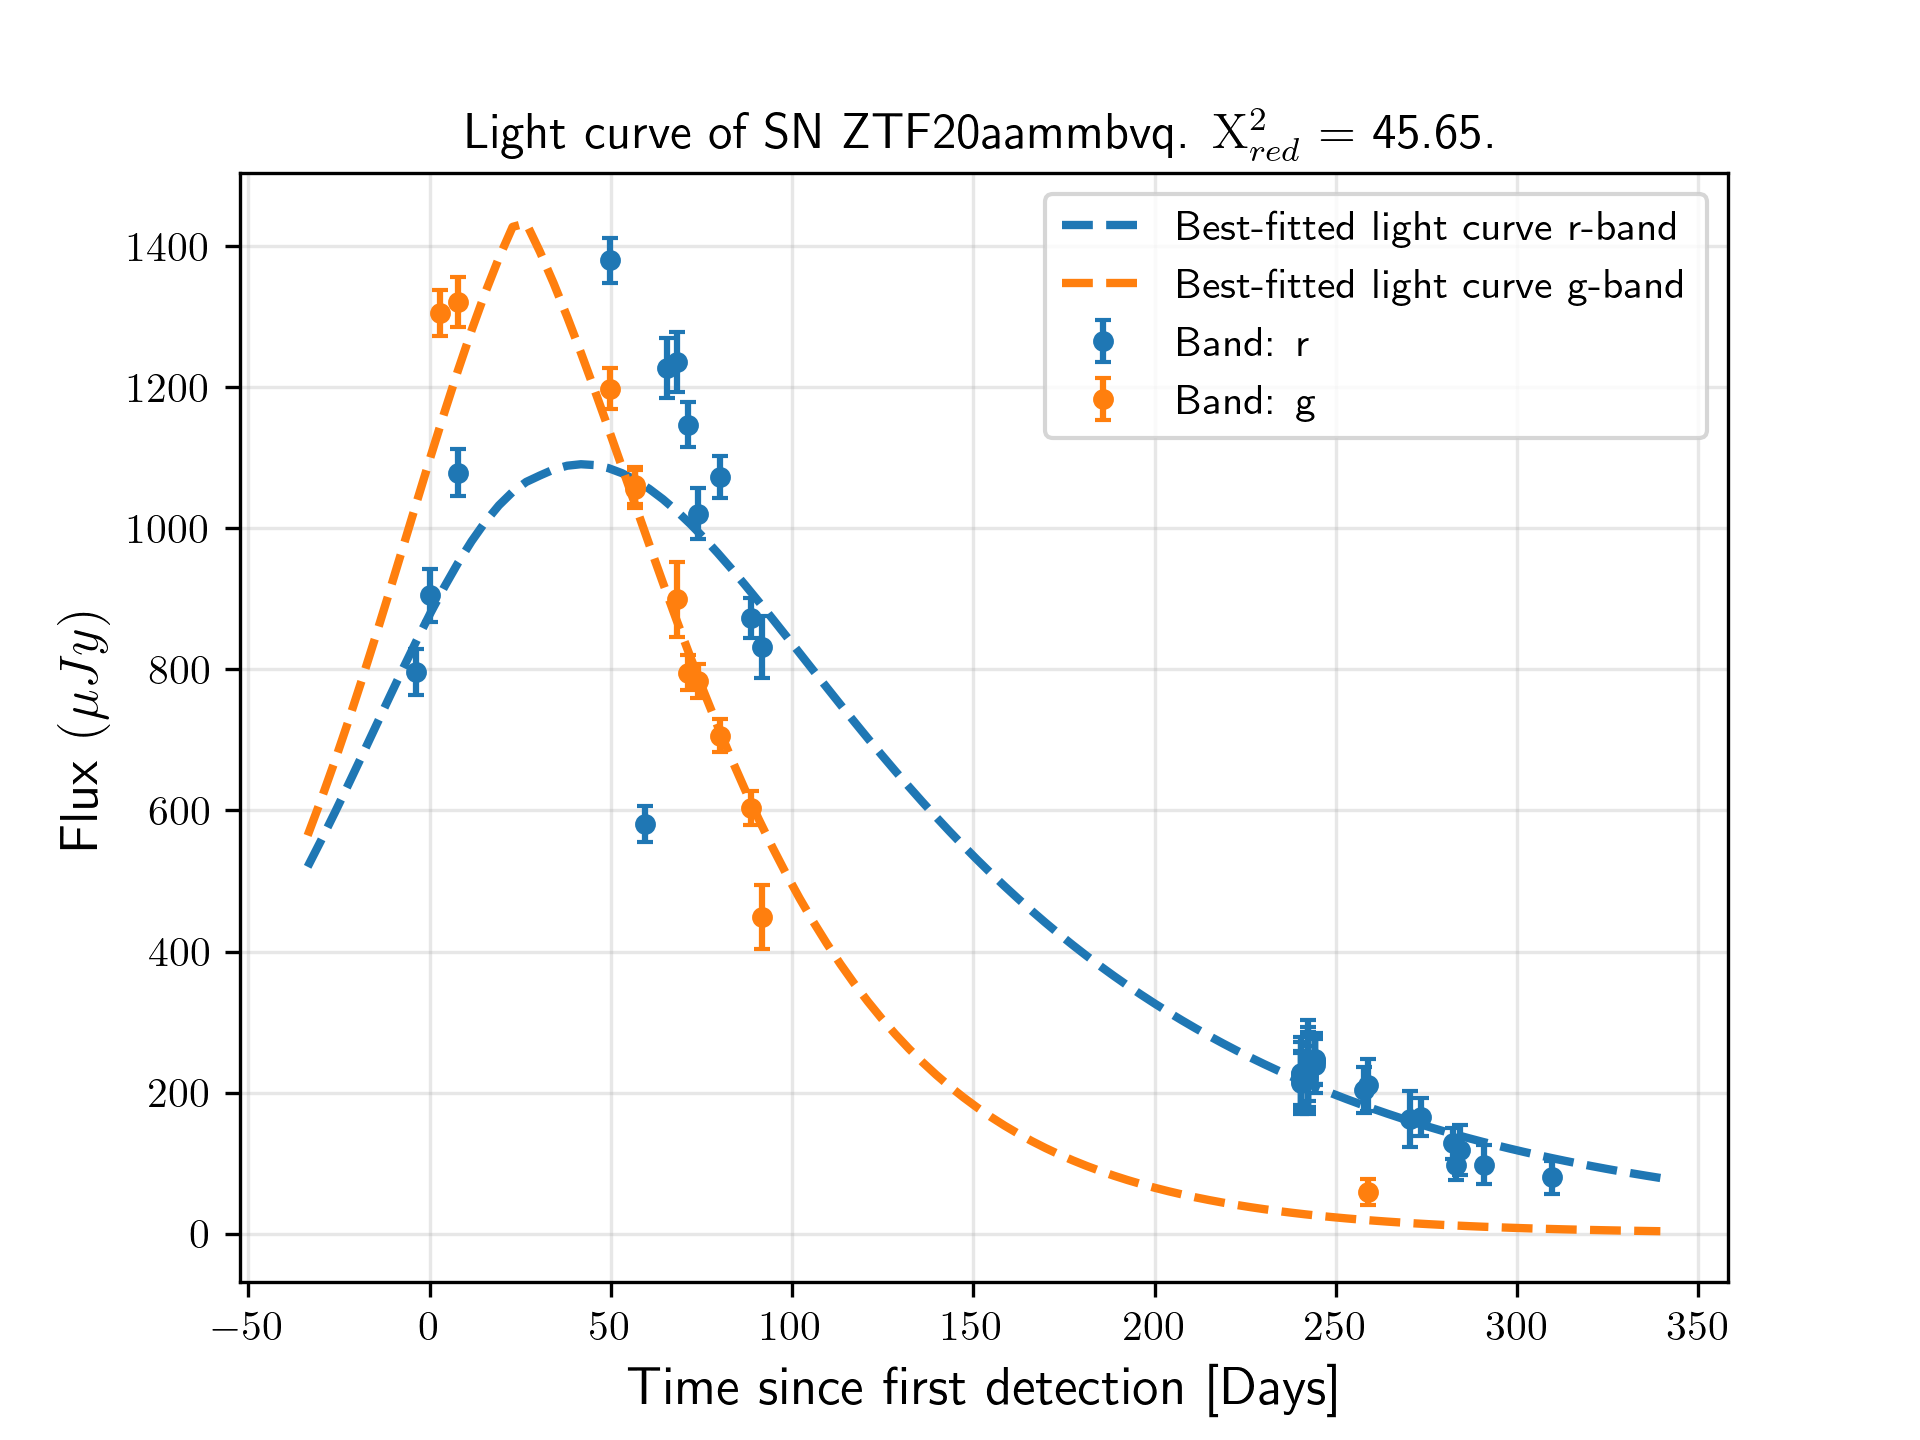 Light curve of SN ZTF20aammbvq. X²_red = 45.65.
Best-fitted light curve r-band
Best-fitted light curve g-band
Band: r
Band: g
Flux (μJy)
1400
1200
1000
800
600
400
200
0
−50 0 50 100 150 200 250 300 350
Time since first detection [Days]